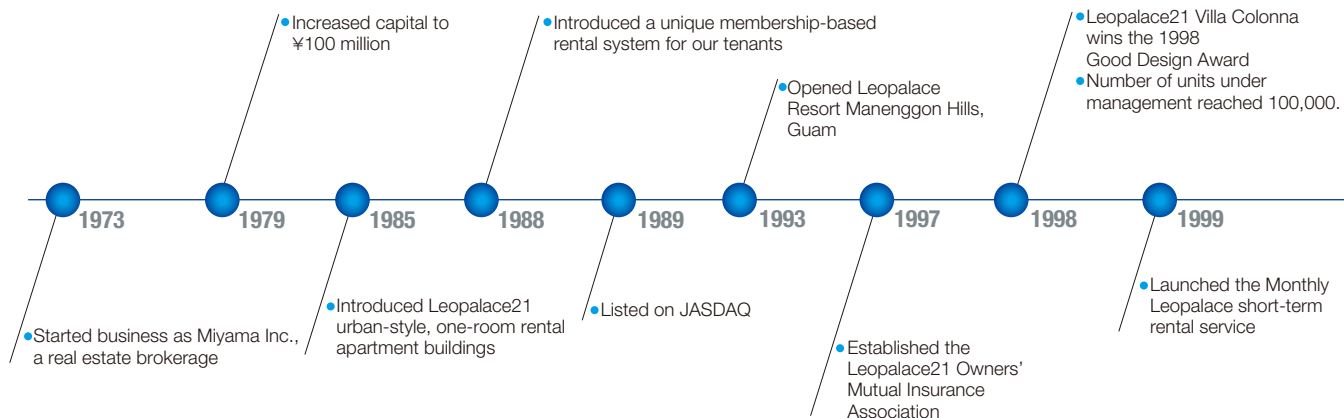 Increased capital to
¥100 million
Introduced a unique membership-based
rental system for our tenants
Opened Leopalace
Resort Manenggon Hills,
Guam
Leopalace21 Villa Colonna
wins the 1998
Good Design Award
Number of units under
management reached 100,000.
1973
1979
1985
1988
1989
1993
1997
1998
1999
Started business as Miyama Inc.,
a real estate brokerage
Introduced Leopalace21
urban-style, one-room rental
apartment buildings
Listed on JASDAQ
Established the
Leopalace21 Owners’
Mutual Insurance
Association
Launched the Monthly
Leopalace short-term
rental service